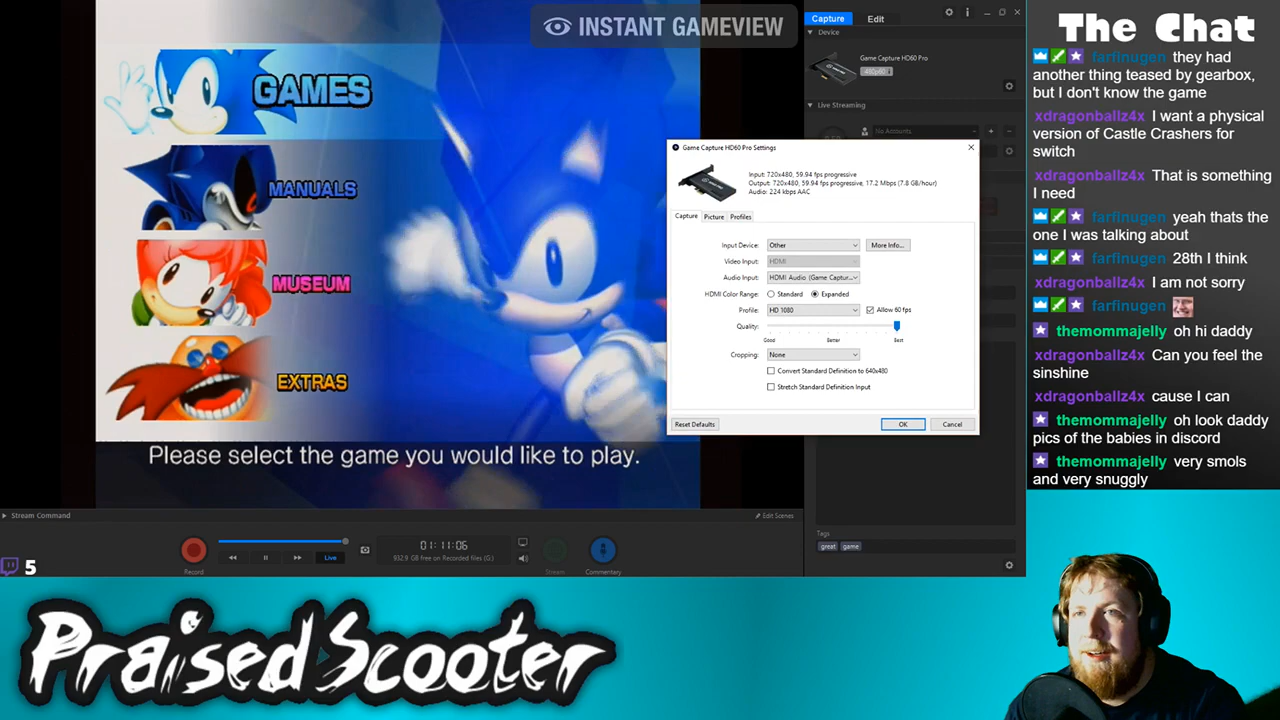 INSTANT GAMEVIEW
GAMES
MANUALS
MUSEUM
EXTRAS
Please select the game you would like to play.
Stream Command
Edit Scenes
01:11:06
932.9 GB free on Recorded files (G:)
Record
Live
Stream
Commentary
5
Capture Edit
Device
Game Capture HD60 Pro
Live Streaming
No Accounts.
Game Capture HD60 Pro Settings
Input: 720x480, 59.94 fps progressive
Output: 720x480, 59.94 fps progressive, 17.2 Mbps (7.8 GB/hour)
Audio: 224 kbps AAC
Capture Picture Profiles
Input Device: Other More Info...
Video Input: HDMI
Audio Input: HDMI Audio (Game Captur...
HDMI Color Range: Standard Expanded
Profile: HD 1080 Allow 60 fps
Quality:
Good Better Best
Cropping: None
Convert Standard Definition to 640x480
Stretch Standard Definition Input
Reset Defaults OK Cancel
Tags
great game
The Chat
farfinugen they had
another thing teased by gearbox,
but I don't know the game
xdragonballz4x I want a physical
version of Castle Crashers for
switch
xdragonballz4x That is something
I need
farfinugen yeah thats the
one I was talking about
farfinugen 28th I think
xdragonballz4x I am not sorry
farfinugen
themommajelly oh hi daddy
xdragonballz4x Can you feel the
sinshine
xdragonballz4x cause I can
themommajelly oh look daddy
pics of the babies in discord
themommajelly very smols
and very snuggly
PraisedScooter